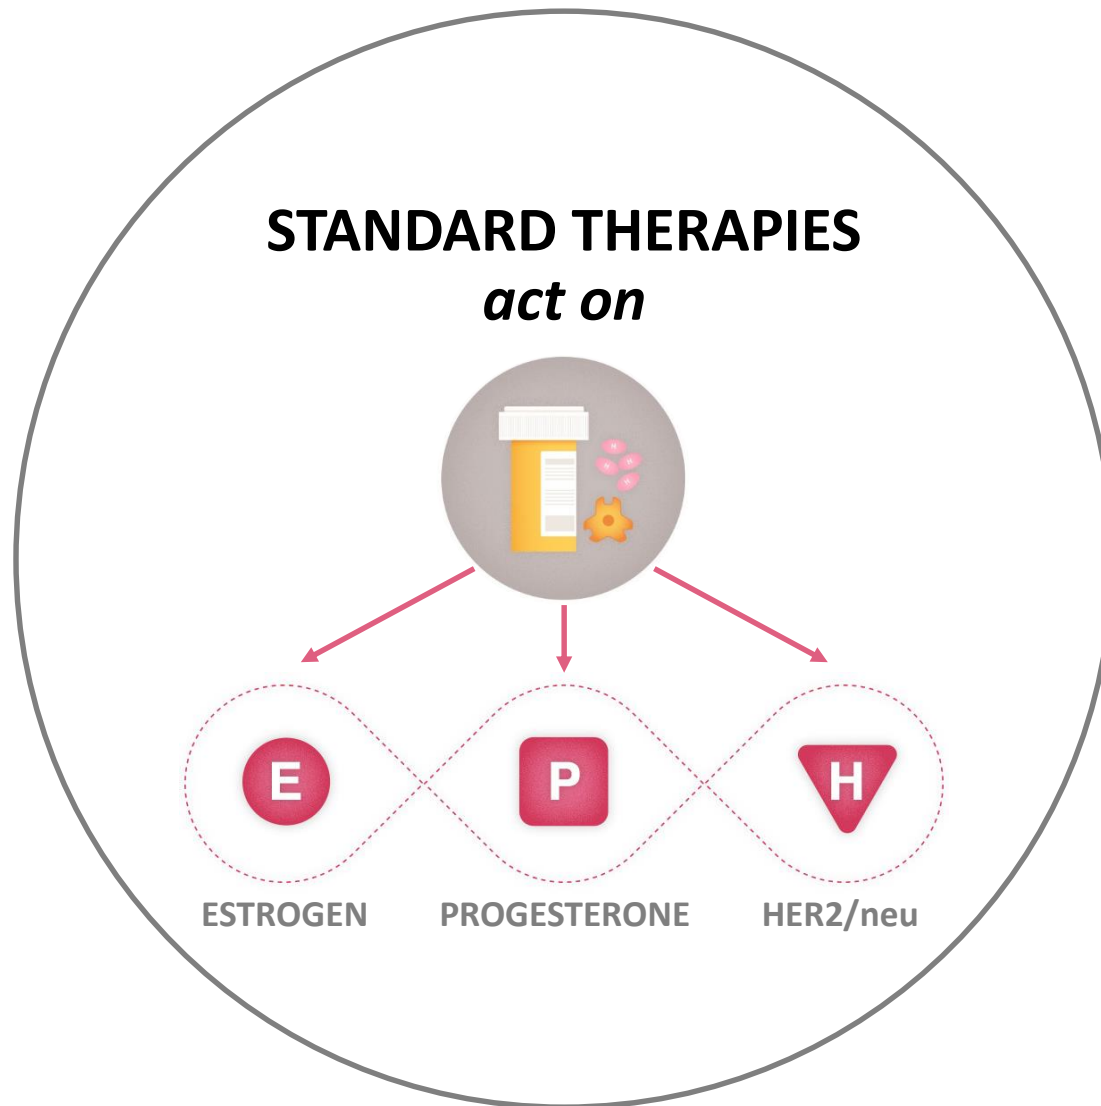 STANDARD THERAPIES
act on
E P H
ESTROGEN PROGESTERONE HER2/neu